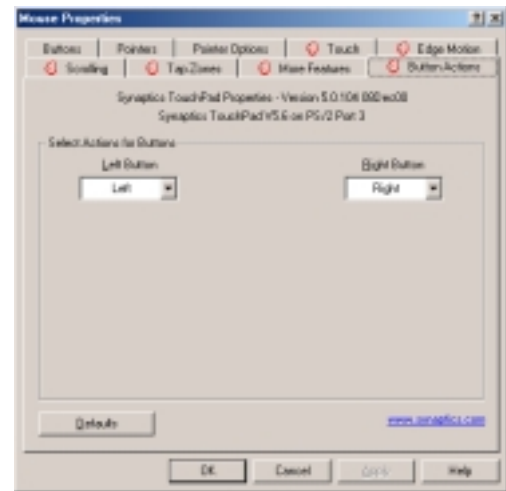 Mouse Properties
Buttons Pointers Pointer Options Touch Edge Motion
Scrolling Tap Zones More Features Button Actions
Synaptics TouchPad Properties - Version 5.0.104
Synaptics TouchPad V5.6 on PS/2 Port 3
Select Actions for Buttons
Left Button Right Button
Left Right
Defaults www.synaptics.com
OK Cancel Apply Help